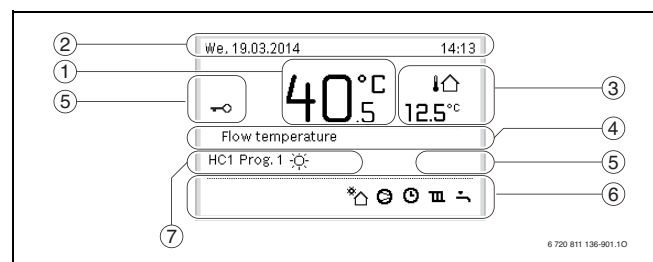 ② We, 19.03.2014 14:13
① 40.5 °C
③ 12.5°C
⑤
④ Flow temperature
⑦ HC1 Prog. 1
⑤
⑥
6 720 811 136-901.1O